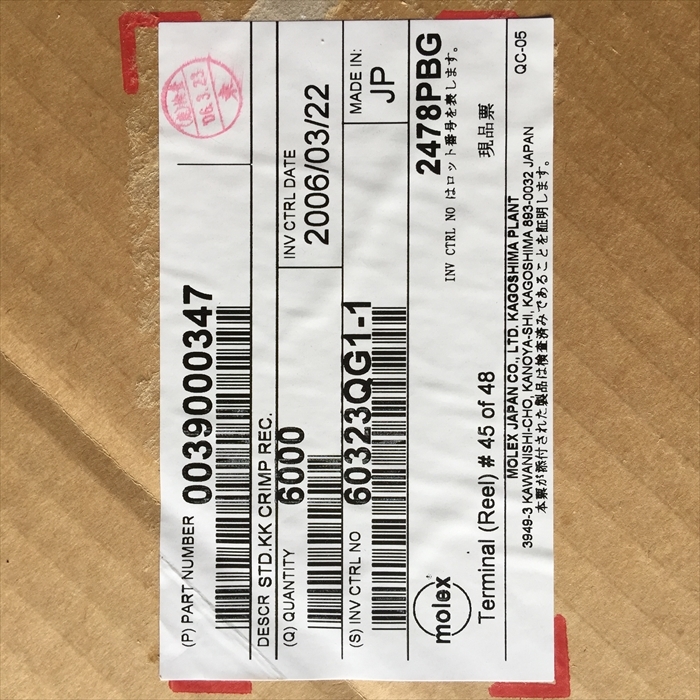 (P) PART NUMBER 0039000347
06.3.23
東
DESCR STD.KK CRIMP REC.
(Q) QUANTITY 6000
INV CTRL DATE
2006/03/22
(S) INV CTRL NO 60323QG1-1
MADE IN:
JP
molex
2478PBG
INV CTRL NO はロット番号を表します。
Terminal (Reel) # 45 of 48
現品票
MOLEX JAPAN CO., LTD. KAGOSHIMA PLANT
3949-3 KAWANISHI-CHO, KANOYA-SHI, KAGOSHIMA 893-0032 JAPAN
本票が添付された製品は検査済みであることを証明します。
QC-05